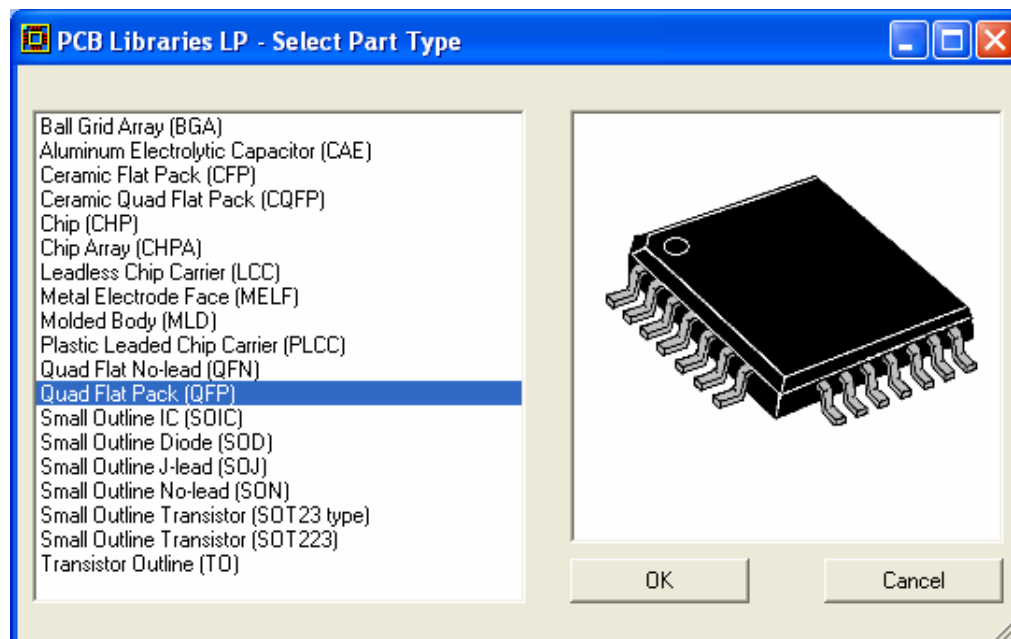 PCB Libraries LP - Select Part Type
Ball Grid Array (BGA)
Aluminum Electrolytic Capacitor (CAE)
Ceramic Flat Pack (CFP)
Ceramic Quad Flat Pack (CQFP)
Chip (CHP)
Chip Array (CHPA)
Leadless Chip Carrier (LCC)
Metal Electrode Face (MELF)
Molded Body (MLD)
Plastic Leaded Chip Carrier (PLCC)
Quad Flat No-lead (QFN)
Quad Flat Pack (QFP)
Small Outline IC (SOIC)
Small Outline Diode (SOD)
Small Outline J-lead (SOJ)
Small Outline No-lead (SON)
Small Outline Transistor (SOT23 type)
Small Outline Transistor (SOT223)
Transistor Outline (TO)
OK
Cancel